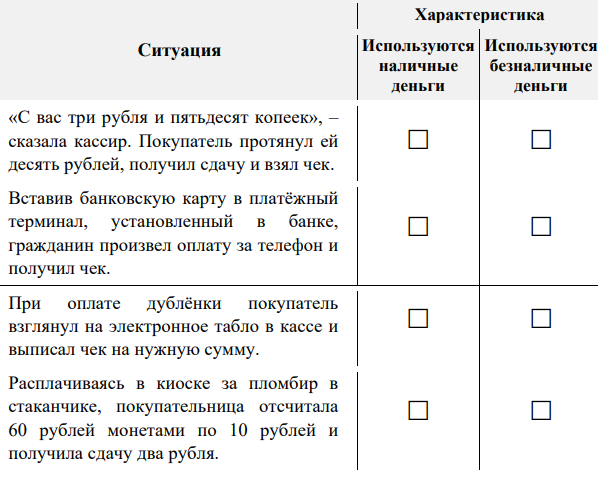 Ситуация
Характеристика
Используются наличные деньги
Используются безналичные деньги
«С вас три рубля и пятьдесят копеек», –
сказала кассир. Покупатель протянул ей
десять рублей, получил сдачу и взял чек.
Вставив банковскую карту в платёжный
терминал, установленный в банке,
гражданин произвел оплату за телефон и
получил чек.
При оплате дублёнки покупатель
взглянул на электронное табло в кассе и
выписал чек на нужную сумму.
Расплачиваясь в киоске за пломбир в
стаканчике, покупательница отсчитала
60 рублей монетами по 10 рублей и
получила сдачу два рубля.